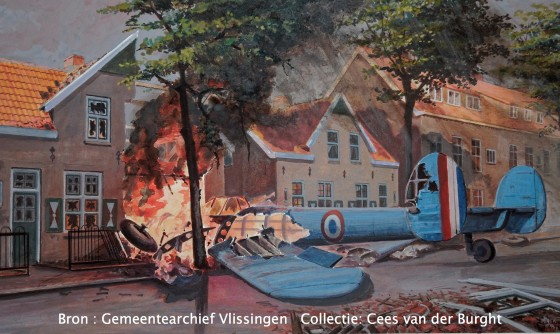 Bron : Gemeentearchief Vlissingen Collectie: Cees van der Burght